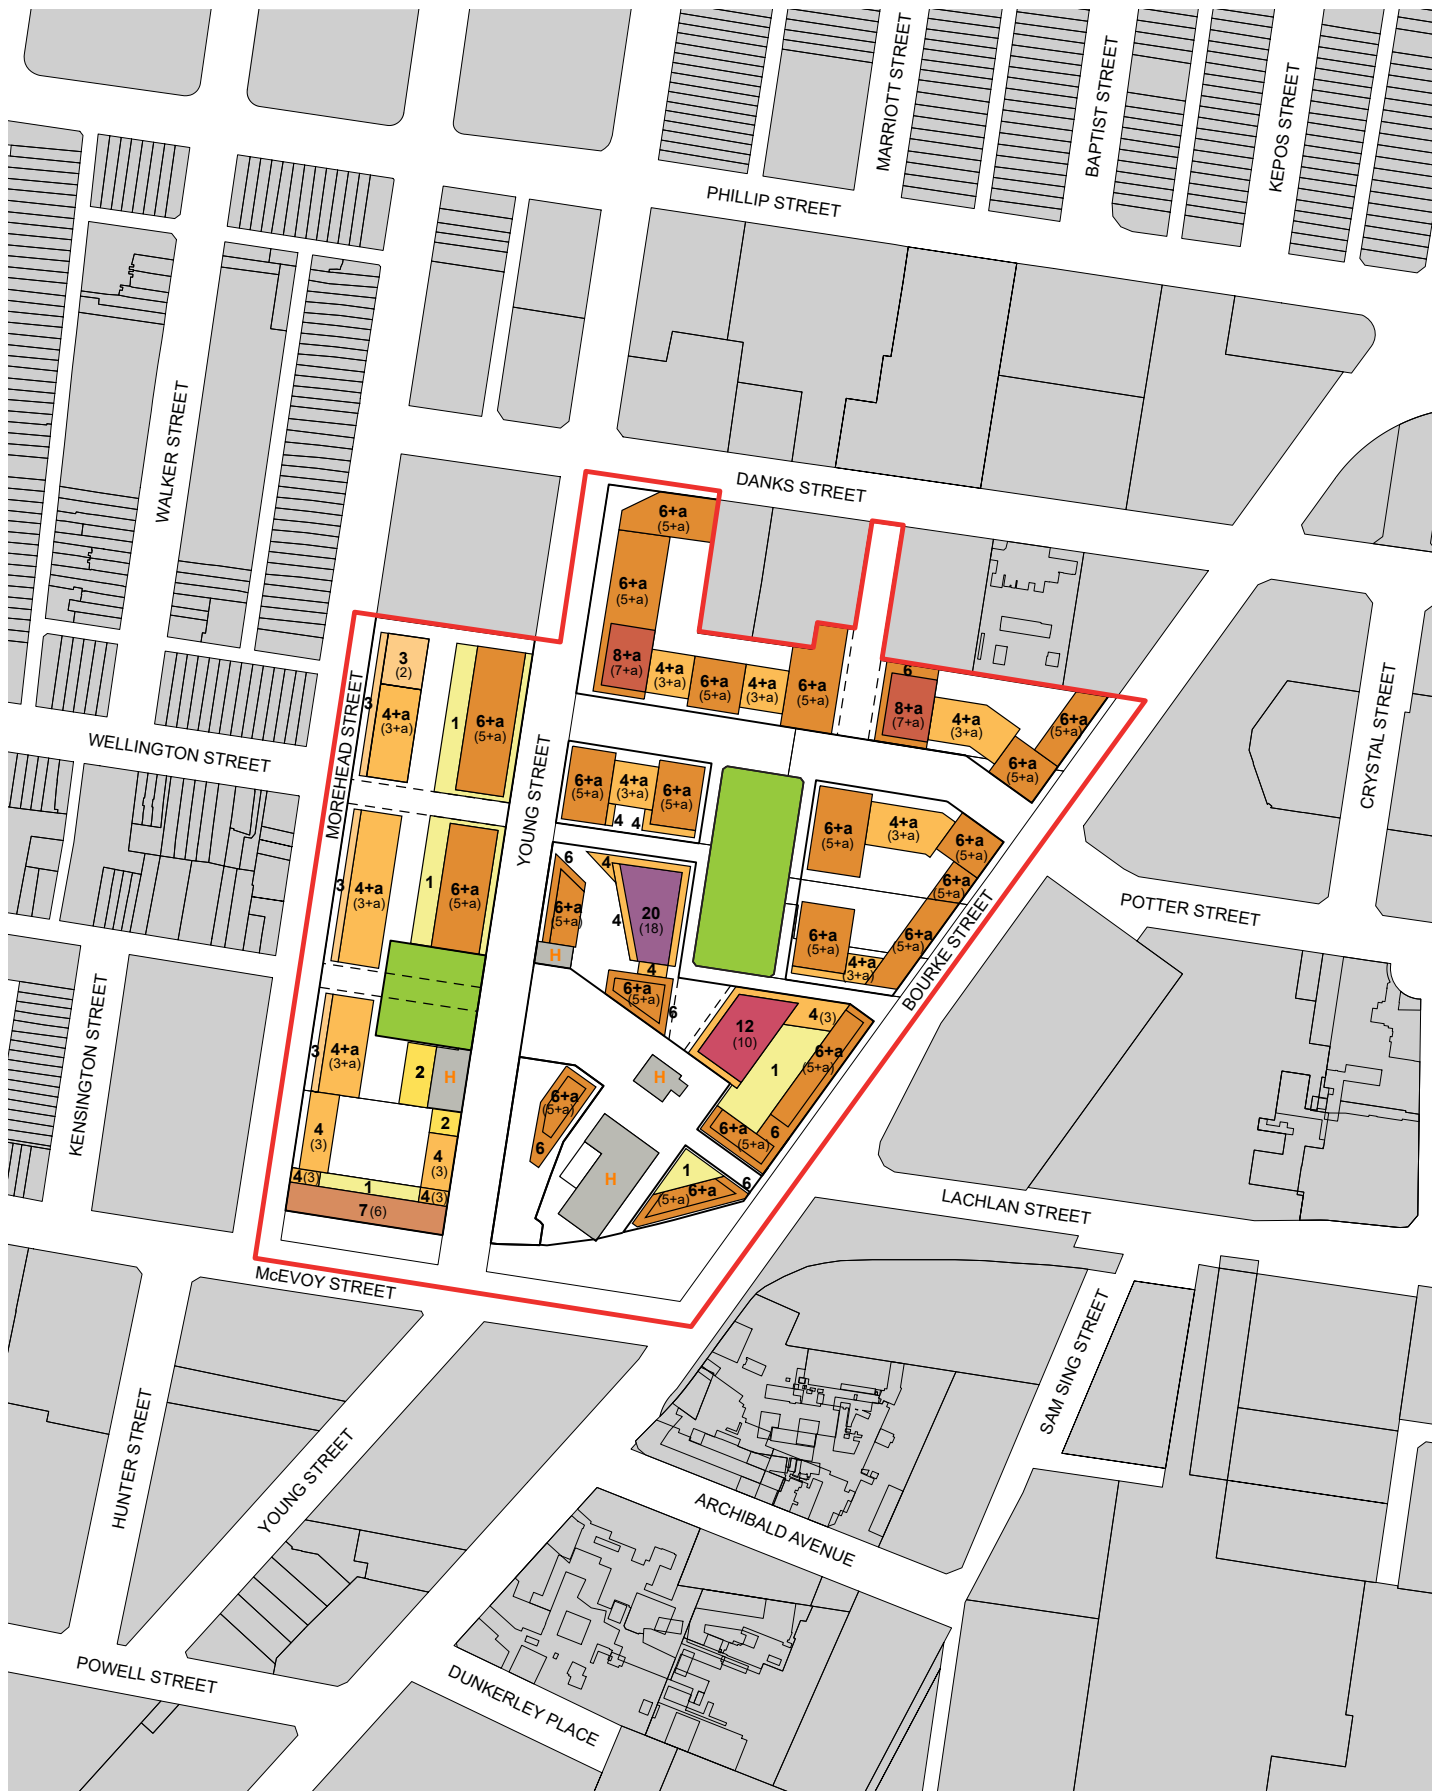 MARRIOTT STREET
BAPTIST STREET
KEPOS STREET
PHILLIP STREET
WALKER STREET
DANKS STREET
6+a
(5+a)
6+a
(5+a)
8+a
(7+a)
4+a
(3+a)
6+a
(5+a)
4+a
(3+a)
6+a
(5+a)
6
8+a
(7+a)
4+a
(3+a)
6+a
(5+a)
6+a
(5+a)
3
(2)
3
4+a
(3+a)
1
6+a
(5+a)
MOREHEAD STREET
WELLINGTON STREET
YOUNG STREET
CRYSTAL STREET
6+a
(5+a)
4+a
(3+a)
6+a
(5+a)
4
4
6+a
(5+a)
4+a
(3+a)
6+a
(5+a)
6+a
(5+a)
3
4+a
(3+a)
1
6+a
(5+a)
6
6+a
(5+a)
H
4
4
20
(18)
4
6+a
(5+a)
6
6+a
(5+a)
4+a
(3+a)
6+a
(5+a)
BOURKE STREET
POTTER STREET
KENSINGTON STREET
3
4+a
(3+a)
2
H
2
4
(3)
4
(3)
4(3)
1
4(3)
7(6)
12
(10)
4(3)
1
6+a
(5+a)
6+a
(5+a)
6
H
6+a
(5+a)
6
H
1
6+a
(5+a)
6
LACHLAN STREET
McEVOY STREET
SAM SING STREET
HUNTER STREET
YOUNG STREET
ARCHIBALD AVENUE
POWELL STREET
DUNKERLEY PLACE